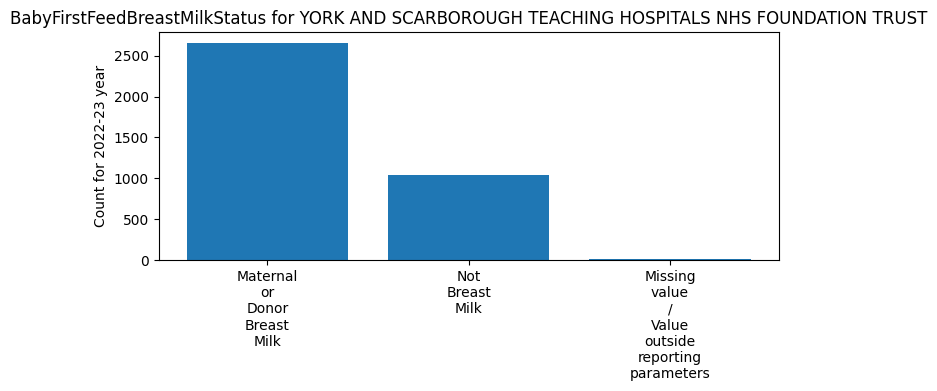 BabyFirstFeedBreastMilkStatus for YORK AND SCARBOROUGH TEACHING HOSPITALS NHS FOUNDATION TRUST
Count for 2022-23 year
2500
2000
1500
1000
500
0
Maternal
or
Donor
Breast
Milk
Not
Breast
Milk
Missing
value
/
Value
outside
reporting
parameters